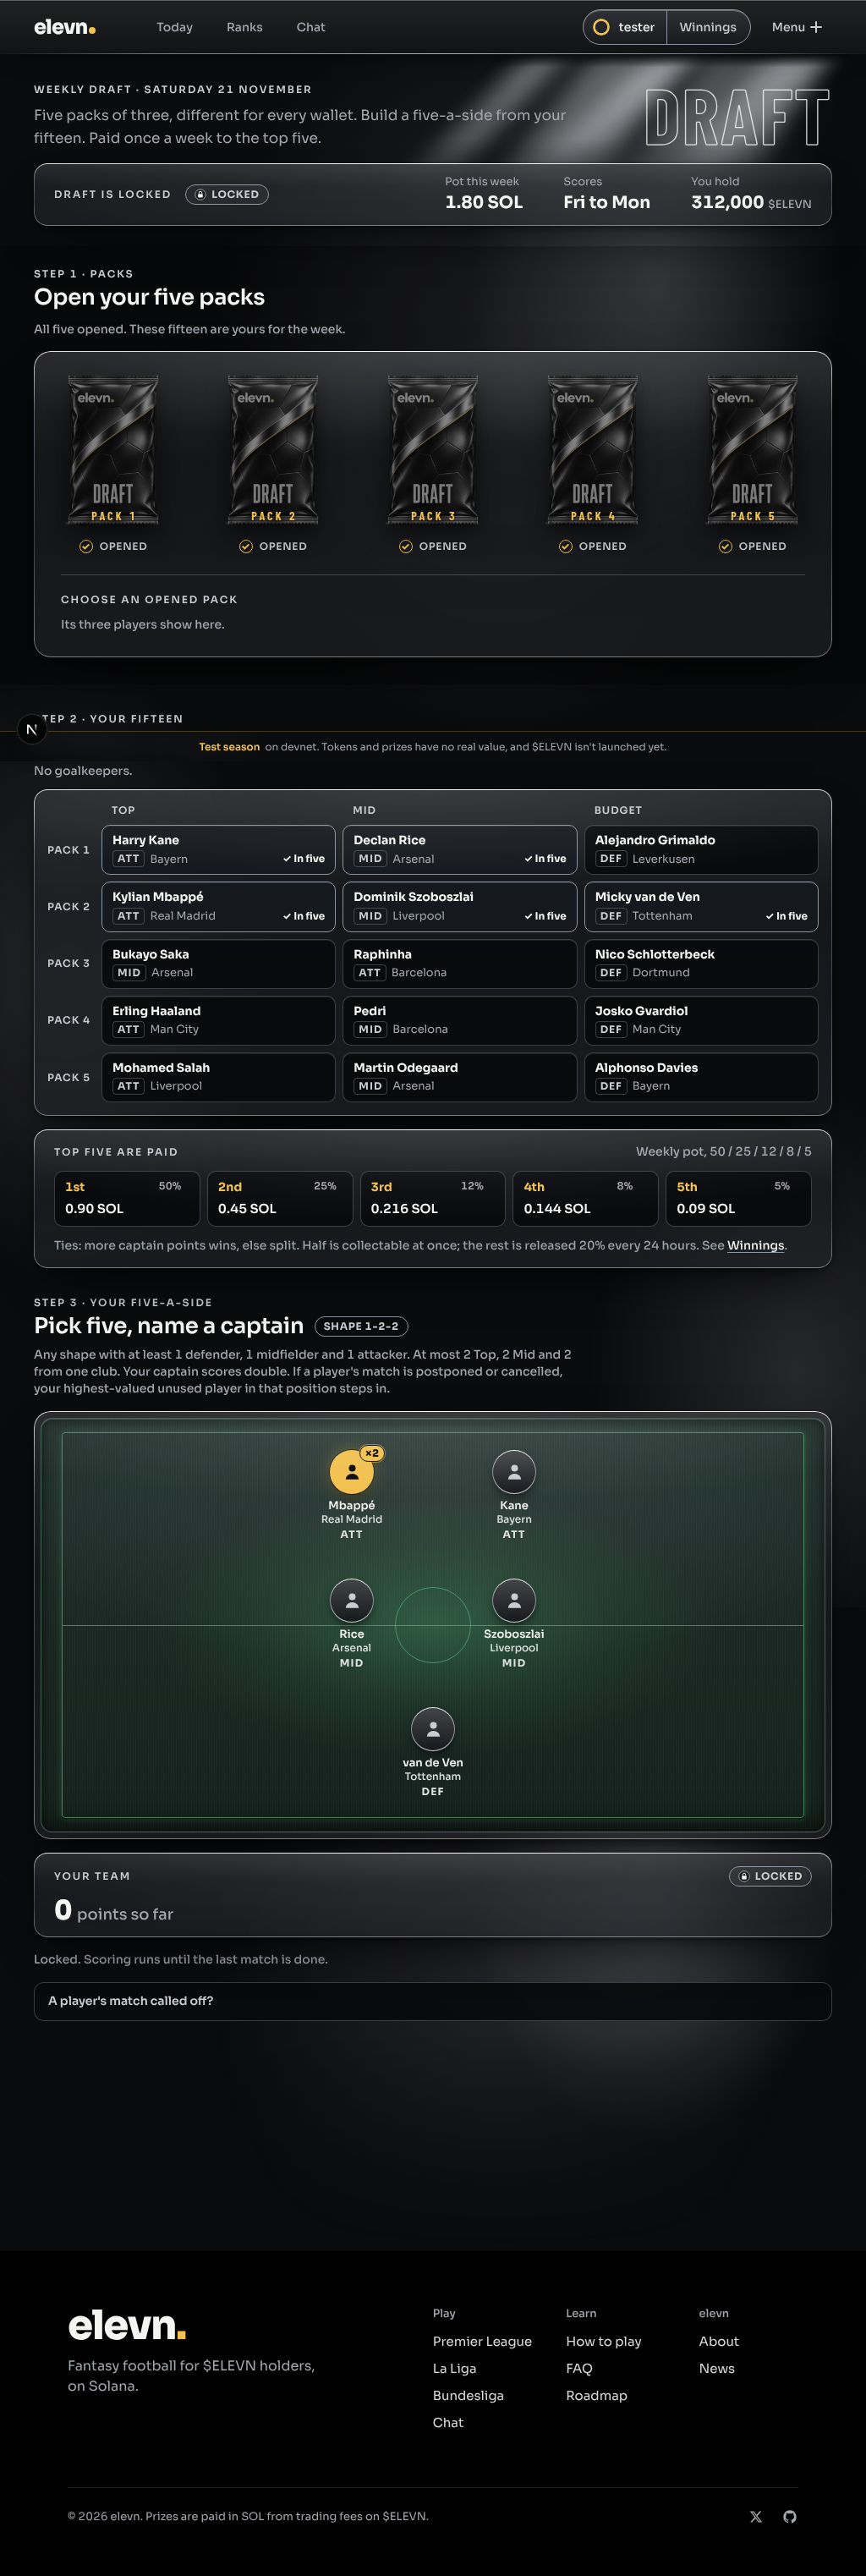 elevn.
Today
Ranks
Chat
tester
Winnings
Menu
WEEKLY DRAFT · SATURDAY 21 NOVEMBER
Five packs of three, different for every wallet. Build a five-a-side from your
fifteen. Paid once a week to the top five.
DRAFT
DRAFT IS LOCKED
LOCKED
Pot this week
1.80 SOL
Scores
Fri to Mon
You hold
312,000 $ELEVN
STEP 1 · PACKS
Open your five packs
All five opened. These fifteen are yours for the week.
elevn. elevn. elevn. elevn. elevn.
DRAFT DRAFT DRAFT DRAFT DRAFT
PACK 1 PACK 2 PACK 3 PACK 4 PACK 5
OPENED OPENED OPENED OPENED OPENED
CHOOSE AN OPENED PACK
Its three players show here.
TEP 2 · YOUR FIFTEEN
N
Test season on devnet. Tokens and prizes have no real value, and $ELEVN isn't launched yet.
No goalkeepers.
TOP MID BUDGET
PACK 1
Harry Kane
ATT Bayern ✓ In five
Declan Rice
MID Arsenal ✓ In five
Alejandro Grimaldo
DEF Leverkusen
PACK 2
Kylian Mbappé
ATT Real Madrid ✓ In five
Dominik Szoboszlai
MID Liverpool ✓ In five
Micky van de Ven
DEF Tottenham ✓ In five
PACK 3
Bukayo Saka
MID Arsenal
Raphinha
ATT Barcelona
Nico Schlotterbeck
DEF Dortmund
PACK 4
Erling Haaland
ATT Man City
Pedri
MID Barcelona
Josko Gvardiol
DEF Man City
PACK 5
Mohamed Salah
ATT Liverpool
Martin Odegaard
MID Arsenal
Alphonso Davies
DEF Bayern
TOP FIVE ARE PAID
Weekly pot, 50 / 25 / 12 / 8 / 5
1st 50%
0.90 SOL
2nd 25%
0.45 SOL
3rd 12%
0.216 SOL
4th 8%
0.144 SOL
5th 5%
0.09 SOL
Ties: more captain points wins, else split. Half is collectable at once; the rest is released 20% every 24 hours. See Winnings.
STEP 3 · YOUR FIVE-A-SIDE
Pick five, name a captain
SHAPE 1-2-2
Any shape with at least 1 defender, 1 midfielder and 1 attacker. At most 2 Top, 2 Mid and 2
from one club. Your captain scores double. If a player's match is postponed or cancelled,
your highest-valued unused player in that position steps in.
×2
Mbappé
Real Madrid
ATT
Kane
Bayern
ATT
Rice
Arsenal
MID
Szoboszlai
Liverpool
MID
van de Ven
Tottenham
DEF
YOUR TEAM
LOCKED
0 points so far
Locked. Scoring runs until the last match is done.
A player's match called off?
elevn.
Fantasy football for $ELEVN holders,
on Solana.
Play
Premier League
La Liga
Bundesliga
Chat
Learn
How to play
FAQ
Roadmap
elevn
About
News
© 2026 elevn. Prizes are paid in SOL from trading fees on $ELEVN.